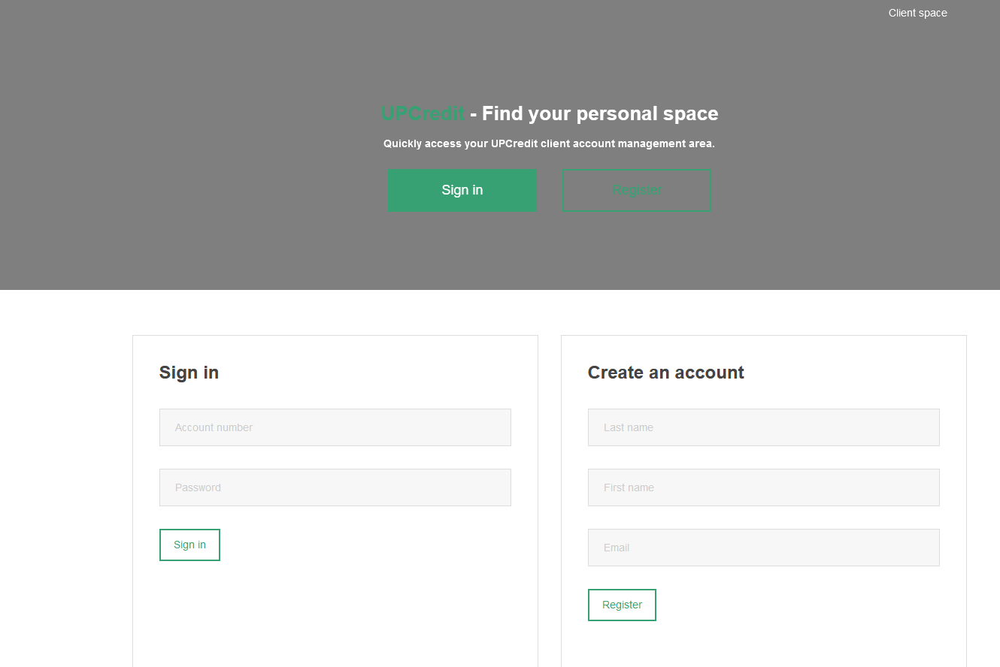 Client space
UPCredit - Find your personal space
Quickly access your UPCredit client account management area.
Sign in
Register
Sign in
Account number
Password
Sign in
Create an account
Last name
First name
Email
Register